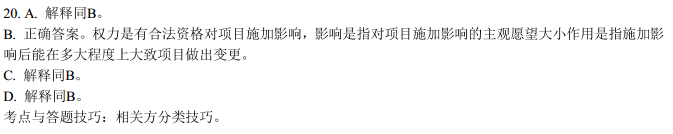 20. A. 解释同B。
B. 正确答案。权力是有合法资格对项目施加影响，影响是指对项目施加影响的主观愿望大小作用是指施加影
响后能在多大程度上大致项目做出变更。
C. 解释同B。
D. 解释同B。
考点与答题技巧：相关方分类技巧。